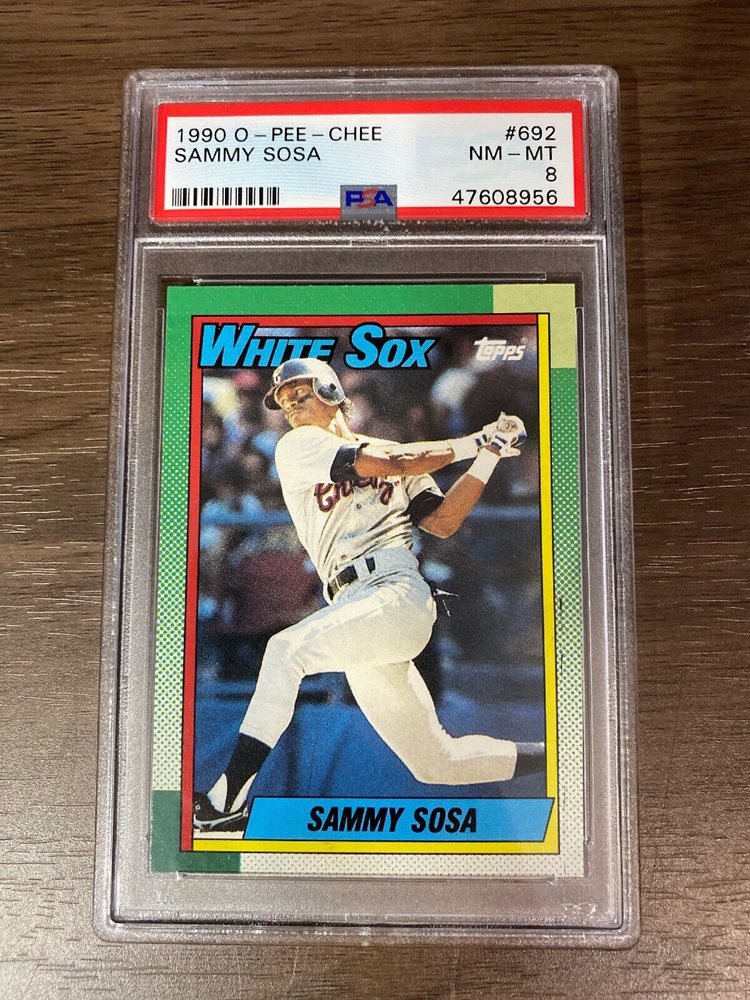 1990 O-PEE-CHEE #692
SAMMY SOSA NM-MT
8
PSA 47608956
WHITE SOX
TOPPS
SAMMY SOSA